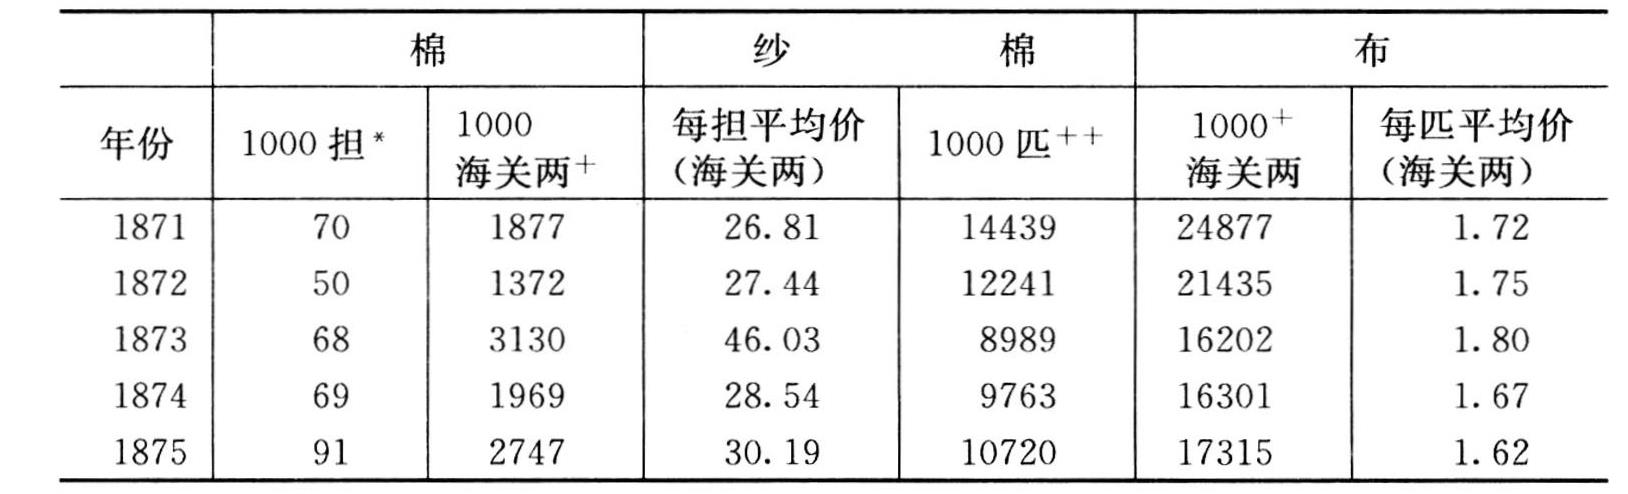 棉 纱 棉 布
年份 1000 担* 1000 海关两+ 每担平均价 (海关两) 1000 匹++ 1000+ 海关两 每匹平均价 (海关两)
1871 70 1877 26.81 14439 24877 1.72
1872 50 1372 27.44 12241 21435 1.75
1873 68 3130 46.03 8989 16202 1.80
1874 69 1969 28.54 9763 16301 1.67
1875 91 2747 30.19 10720 17315 1.62